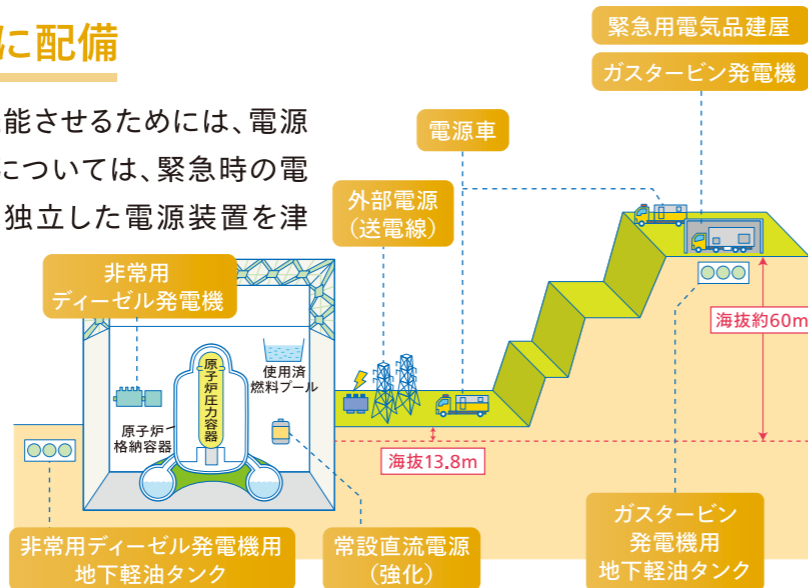 に配備
能させるためには、電源
については、緊急時の電
独立した電源装置を津
緊急用電気品建屋
ガスタービン発電機
電源車
外部電源
（送電線）
非常用
ディーゼル発電機
原子炉圧力容器
使用済
燃料プール
原子炉
格納容器
海抜約60m
海抜13.8m
非常用ディーゼル発電機用
地下軽油タンク
常設直流電源
（強化）
ガスタービン
発電機用
地下軽油タンク